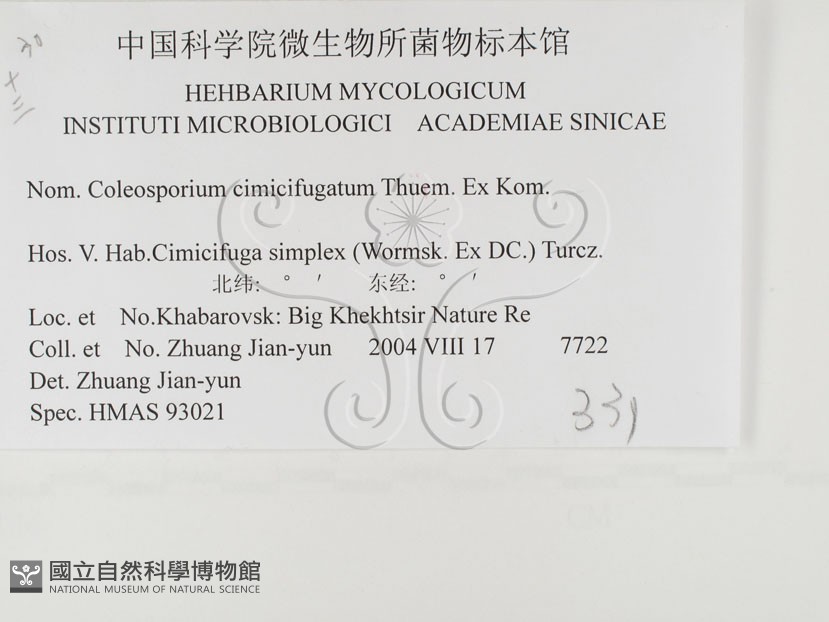 中国科学院微生物所菌物标本馆
HEHBARIUM MYCOLOGICUM
INSTITUTI MICROBIOLOGICI ACADEMIAE SINICAE
30
十三
Nom. Coleosporium cimicifugatum Thuem. Ex Kom.
Hos. V. Hab.Cimicifuga simplex (Wormsk. Ex DC.) Turcz.
北纬: ° ′ 东经: ° ′
Loc. et No.Khabarovsk: Big Khekhtsir Nature Re
Coll. et No. Zhuang Jian-yun 2004 VIII 17 7722
Det. Zhuang Jian-yun
Spec. HMAS 93021
331
國立自然科學博物館
NATIONAL MUSEUM OF NATURAL SCIENCE